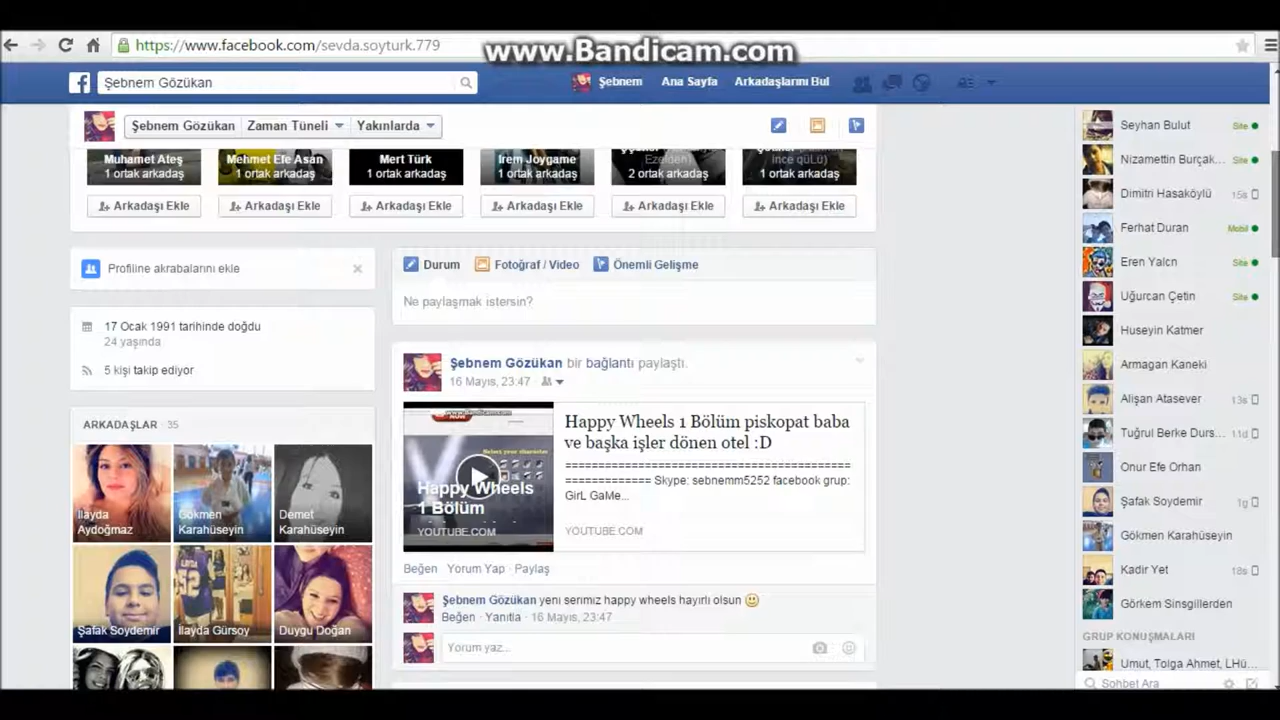 https://www.facebook.com/sevda.soyturk.779
www.Bandicam.com
Şebnem Gözükan
Şebnem Ana Sayfa Arkadaşlarını Bul
Şebnem Gözükan Zaman Tüneli Yakınlarda
Muhamet Ateş
1 ortak arkadaş
Arkadaşı Ekle
Mehmet Efe Asan
1 ortak arkadaş
Arkadaşı Ekle
Mert Türk
1 ortak arkadaş
Arkadaşı Ekle
İrem Joygame
1 ortak arkadaş
Arkadaşı Ekle
Ezelden)
2 ortak arkadaş
Arkadaşı Ekle
ince qüLü)
1 ortak arkadaş
Arkadaşı Ekle
Profiline akrabalarını ekle
17 Ocak 1991 tarihinde doğdu
24 yaşında
5 kişi takip ediyor
ARKADAŞLAR · 35
İlayda
Aydoğmaz
Gökmen
Karahüseyin
Demet
Karahüseyin
Şafak Soydemir
İlayda Gürsoy
Duygu Doğan
Durum Fotoğraf / Video Önemli Gelişme
Ne paylaşmak istersin?
Şebnem Gözükan bir bağlantı paylaştı.
16 Mayıs, 23:47
www.Bandicam.com
Select your character
Happy Wheels
1 Bölüm
YOUTUBE.COM
Happy Wheels 1 Bölüm piskopat baba
ve başka işler dönen otel :D
===========================================
============= Skype: sebnemm5252 facebook grup:
GirL GaMe...
YOUTUBE.COM
Beğen · Yorum Yap · Paylaş
Şebnem Gözükan yeni serimiz happy wheels hayırlı olsun
Beğen · Yanıtla · 16 Mayıs, 23:47
Yorum yaz...
Seyhan Bulut Site
Nizamettin Burçak... Site
Dimitri Hasaköylü 15s
Ferhat Duran Mobil
Eren Yalcn Site
Uğurcan Çetin Site
Huseyin Katmer
Armagan Kaneki
Alişan Atasever 13s
Tuğrul Berke Durs... 11d
Onur Efe Orhan
Şafak Soydemir 1g
Gökmen Karahüseyin
Kadir Yet 18s
Görkem Sinsgillerden
GRUP KONUŞMALARI
Umut, Tolga Ahmet, LHü...
Sohbet Ara